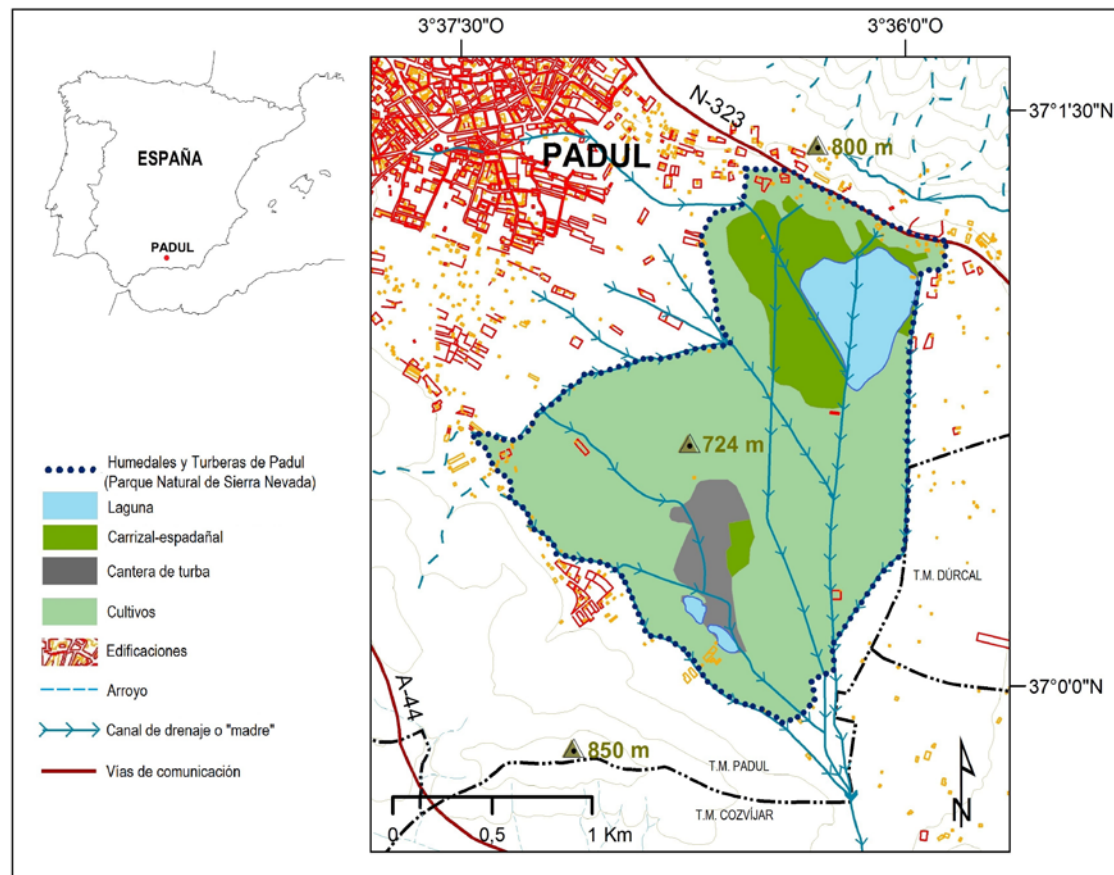 3°37'30"O
3°36'0"O
37°1'30"N
37°0'0"N
ESPAÑA
PADUL
PADUL
N-323
800 m
724 m
850 m
A-44
T.M. DÚRCAL
T.M. PADUL
T.M. COZVÍJAR
0 0,5 1 Km
N
Humedales y Turberas de Padul
(Parque Natural de Sierra Nevada)
Laguna
Carrizal-espadañal
Cantera de turba
Cultivos
Edificaciones
Arroyo
Canal de drenaje o "madre"
Vías de comunicación